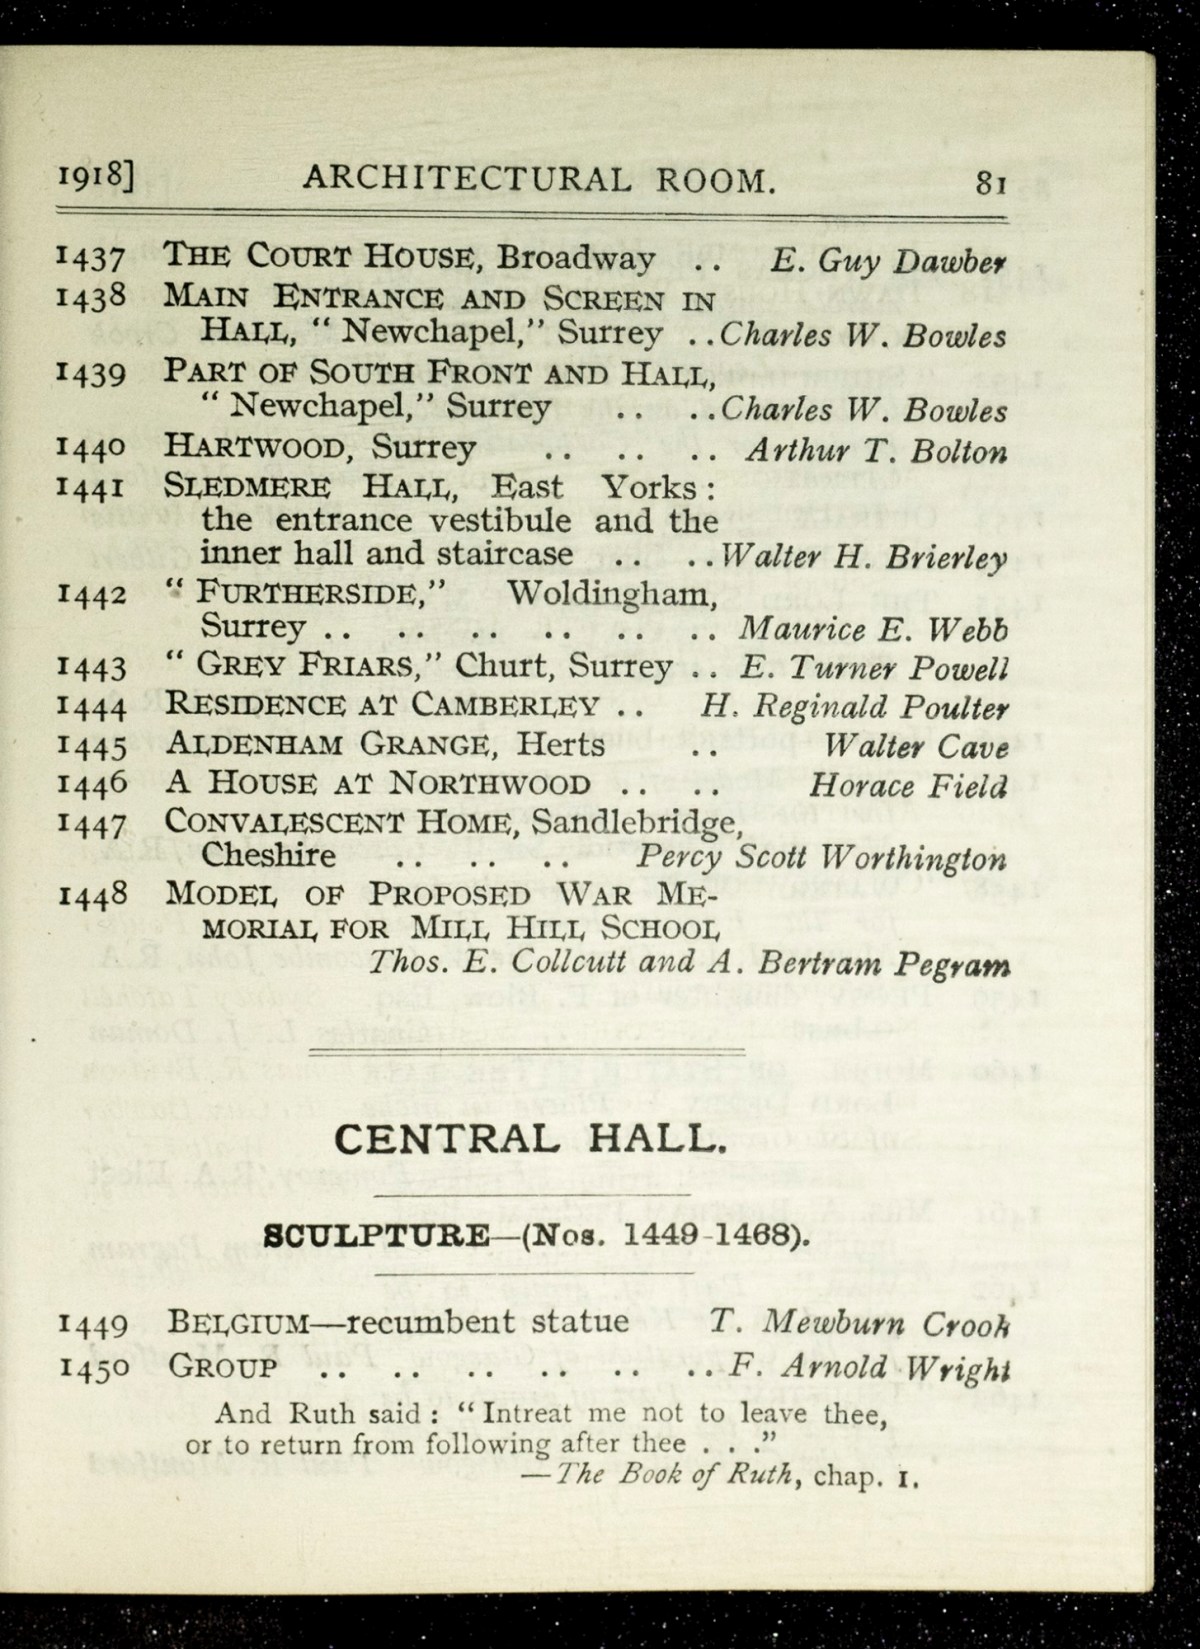 1918] ARCHITECTURAL ROOM. 81
1437 THE COURT HOUSE, Broadway .. E. Guy Dawber
1438 MAIN ENTRANCE AND SCREEN IN
HALL, “ Newchapel,” Surrey .. Charles W. Bowles
1439 PART OF SOUTH FRONT AND HALL,
“ Newchapel,” Surrey .. .. Charles W. Bowles
1440 HARTWOOD, Surrey .. .. .. Arthur T. Bolton
1441 SLEDMERE HALL, East Yorks :
the entrance vestibule and the
inner hall and staircase .. .. Walter H. Brierley
1442 “ FURTHERSIDE,” Woldingham,
Surrey .. .. .. .. .. .. Maurice E. Webb
1443 “ GREY FRIARS,” Churt, Surrey .. E. Turner Powell
1444 RESIDENCE AT CAMBERLEY .. H. Reginald Poulter
1445 ALDENHAM GRANGE, Herts .. Walter Cave
1446 A HOUSE AT NORTHWOOD .. .. Horace Field
1447 CONVALESCENT HOME, Sandlebridge,
Cheshire .. .. .. Percy Scott Worthington
1448 MODEL OF PROPOSED WAR ME-
MORIAL FOR MILL HILL SCHOOL
Thos. E. Collcutt and A. Bertram Pegram
CENTRAL HALL.
SCULPTURE—(Nos. 1449-1468).
1449 BELGIUM—recumbent statue T. Mewburn Crook
1450 GROUP .. .. .. .. .. .. F. Arnold Wright
And Ruth said : “ Intreat me not to leave thee,
or to return from following after thee . . .”
—The Book of Ruth, chap. 1.